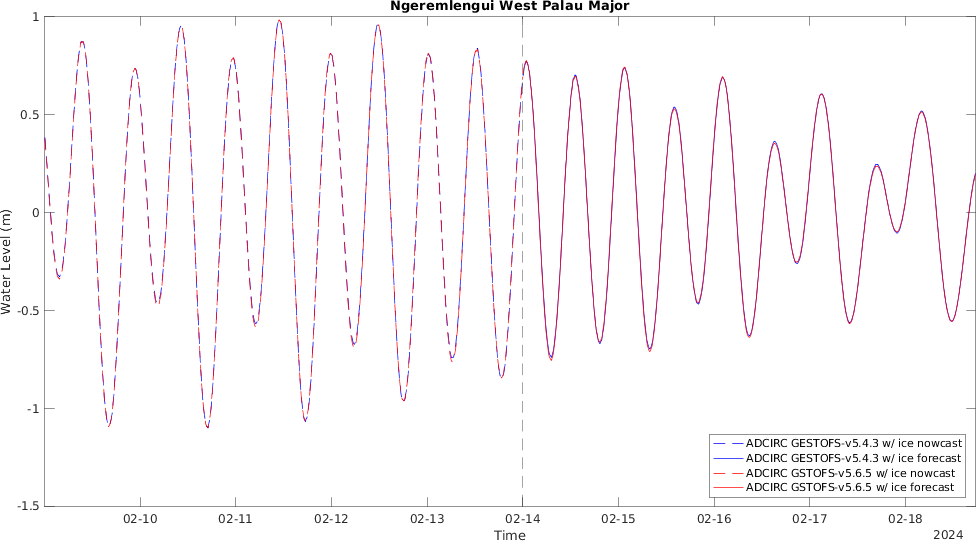 Ngeremlengui West Palau Major
1
0.5
0
-0.5
-1
-1.5
Water Level (m)
02-10 02-11 02-12 02-13 02-14 02-15 02-16 02-17 02-18
Time
2024
ADCIRC GESTOFS-v5.4.3 w/ ice nowcast
ADCIRC GESTOFS-v5.4.3 w/ ice forecast
ADCIRC GSTOFS-v5.6.5 w/ ice nowcast
ADCIRC GSTOFS-v5.6.5 w/ ice forecast